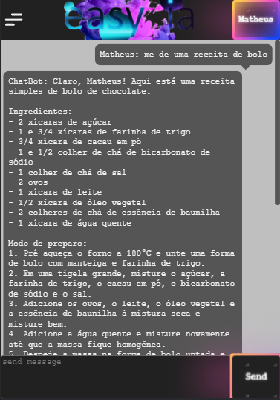 easy
Matheus
Matheus: me de uma receita de bolo
ChatBot: Claro, Matheus! Aqui está uma receita
simples de bolo de chocolate.
Ingredientes:
- 2 xícaras de açúcar
- 1 e 3/4 xícaras de farinha de trigo
- 3/4 xícara de cacau em pó
- 1 e 1/2 colher de chá de bicarbonato de
sódio
- 1 colher de chá de sal
- 2 ovos
- 1 xícara de leite
- 1/2 xícara de óleo vegetal
- 2 colheres de chá de essência de baunilha
- 1 xícara de água quente
Modo de preparo:
1. Pré-aqueça o forno a 180°C e unte uma forma
de bolo com manteiga e farinha de trigo.
2. Em uma tigela grande, misture o açúcar, a
farinha de trigo, o cacau em pó, o bicarbonato
de sódio e o sal.
3. Adicione os ovos, o leite, o óleo vegetal e
a essência de baunilha à mistura seca e
misture bem.
4. Adicione a água quente e misture novamente
até que a massa fique homogênea.
5. Despeje a massa na forma de bolo untada e
send message
Send